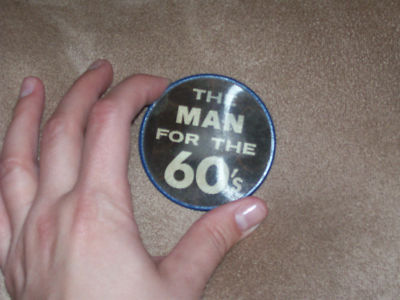 THE
MAN
FOR THE
60's